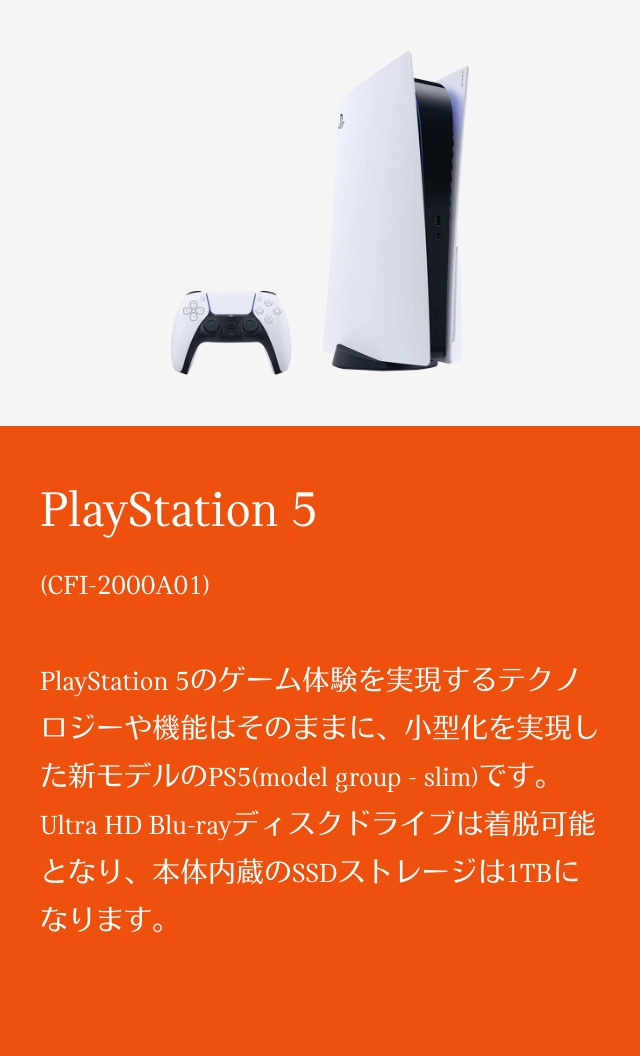 PlayStation 5
(CFI-2000A01)
PlayStation 5のゲーム体験を実現するテクノ
ロジーや機能はそのままに、小型化を実現し
た新モデルのPS5(model group - slim)です。
Ultra HD Blu-rayディスクドライブは着脱可能
となり、本体内蔵のSSDストレージは1TBに
なります。